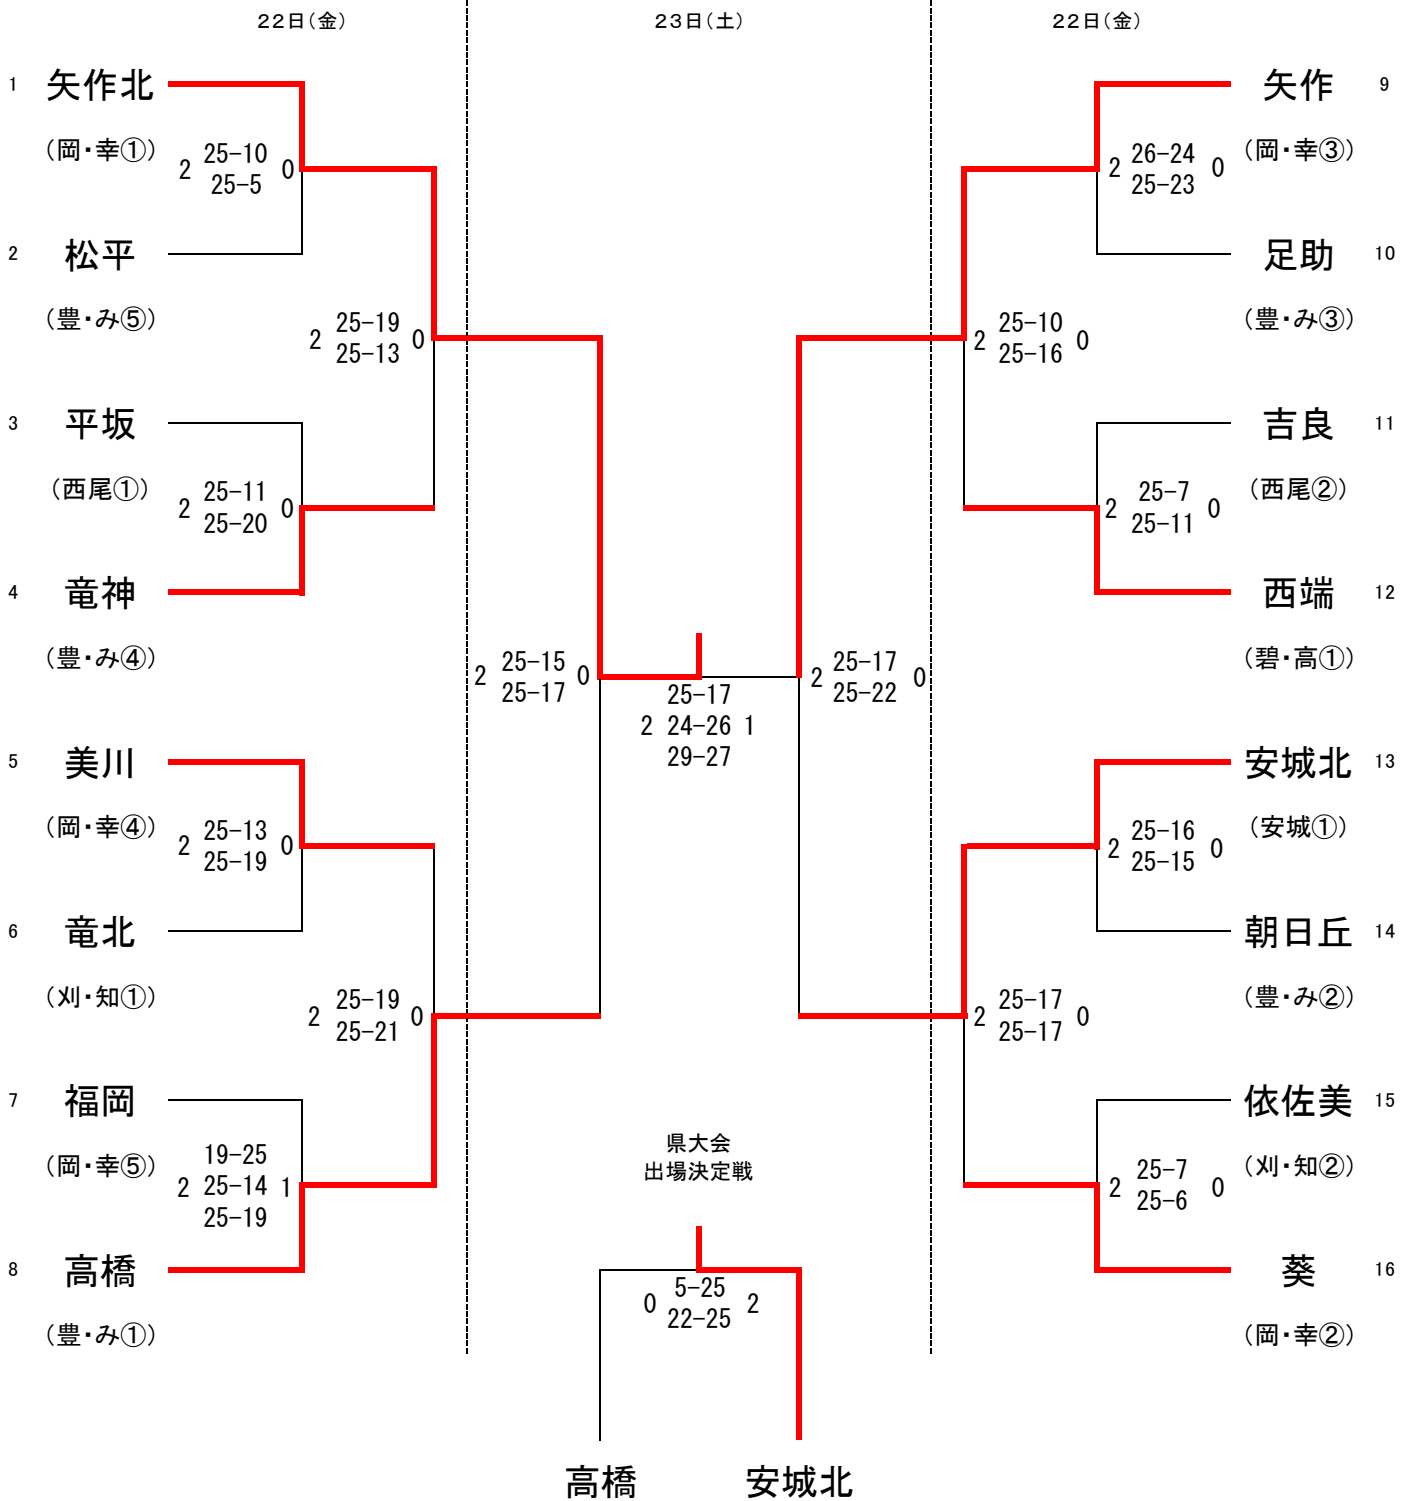 22日(金)
23日(土)
22日(金)
1 矢作北
(岡・幸①)
2 25-10 0
25-5
2 松平
(豊・み⑤)
2 25-19 0
25-13
3 平坂
(西尾①)
2 25-11 0
25-20
4 竜神
(豊・み④)
2 25-15 0
25-17
5 美川
(岡・幸④)
2 25-13 0
25-19
6 竜北
(刈・知①)
2 25-19 0
25-21
7 福岡
(岡・幸⑤)
19-25
2 25-14 1
25-19
8 高橋
(豊・み①)
25-17
2 24-26 1
29-27
県大会
出場決定戦
0 5-25 2
22-25
高橋
安城北
矢作 9
(岡・幸③)
2 26-24 0
25-23
足助 10
(豊・み③)
2 25-10 0
25-16
吉良 11
(西尾②)
2 25-7 0
25-11
西端 12
(碧・高①)
2 25-17 0
25-22
安城北 13
(安城①)
2 25-16 0
25-15
朝日丘 14
(豊・み②)
2 25-17 0
25-17
依佐美 15
(刈・知②)
2 25-7 0
25-6
葵 16
(岡・幸②)